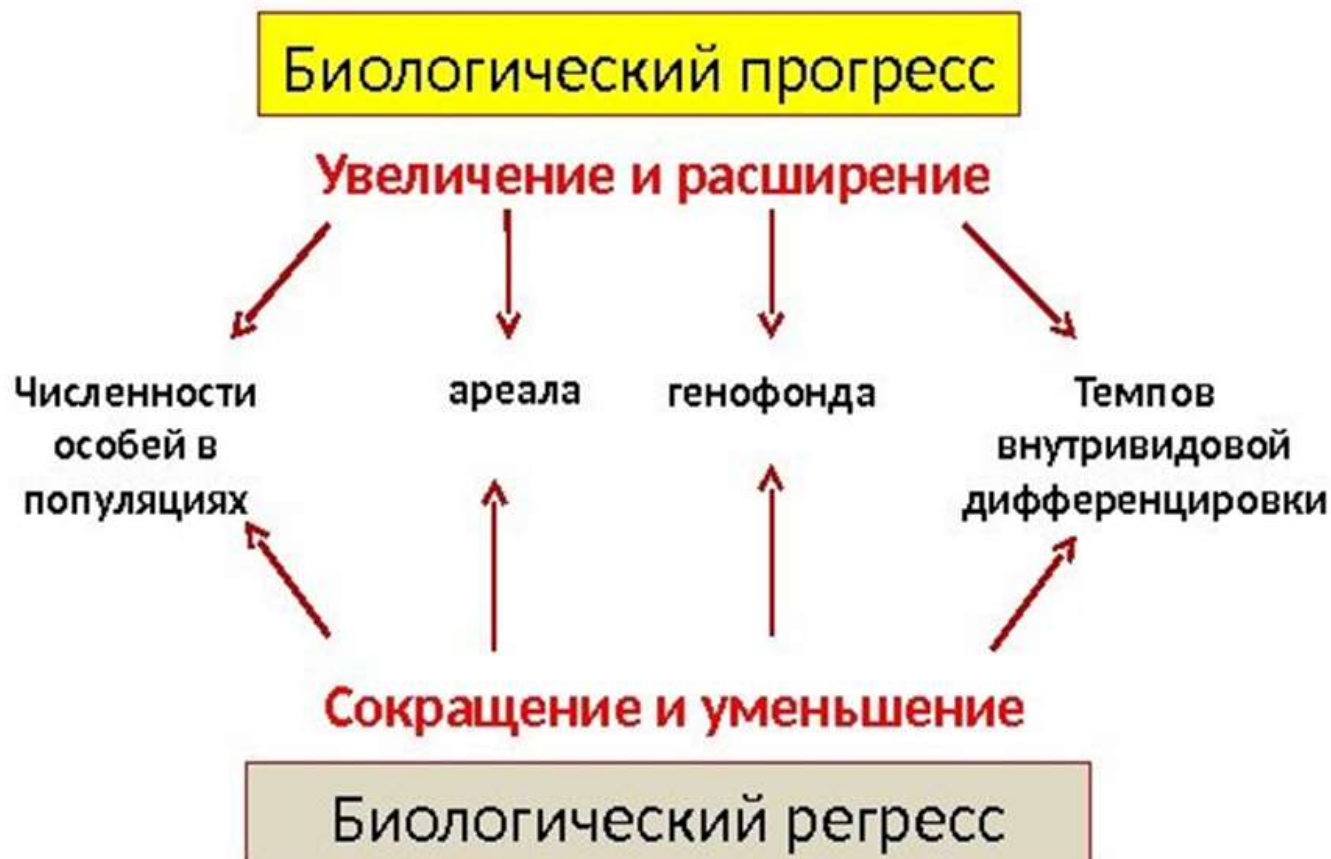 Биологический прогресс
Увеличение и расширение
Численности
особей в
популяциях
ареала
генофонда
Темпов
внутривидовой
дифференцировки
Сокращение и уменьшение
Биологический регресс